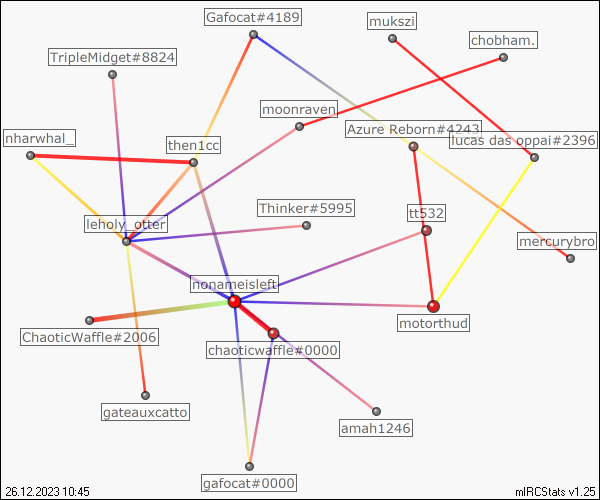 Gafocat#4189
mukszi
chobham.
TripleMidget#8824
moonraven
Azure Reborn#4243
nharwhal_
then1cc
lucas das oppai#2396
Thinker#5995
tt532
leholy_otter
mercurybro
nonameisleft
motorthud
ChaoticWaffle#2006
chaoticwaffle#0000
gateauxcatto
amah1246
gafocat#0000
26.12.2023 10:45
mIRCStats v1.25